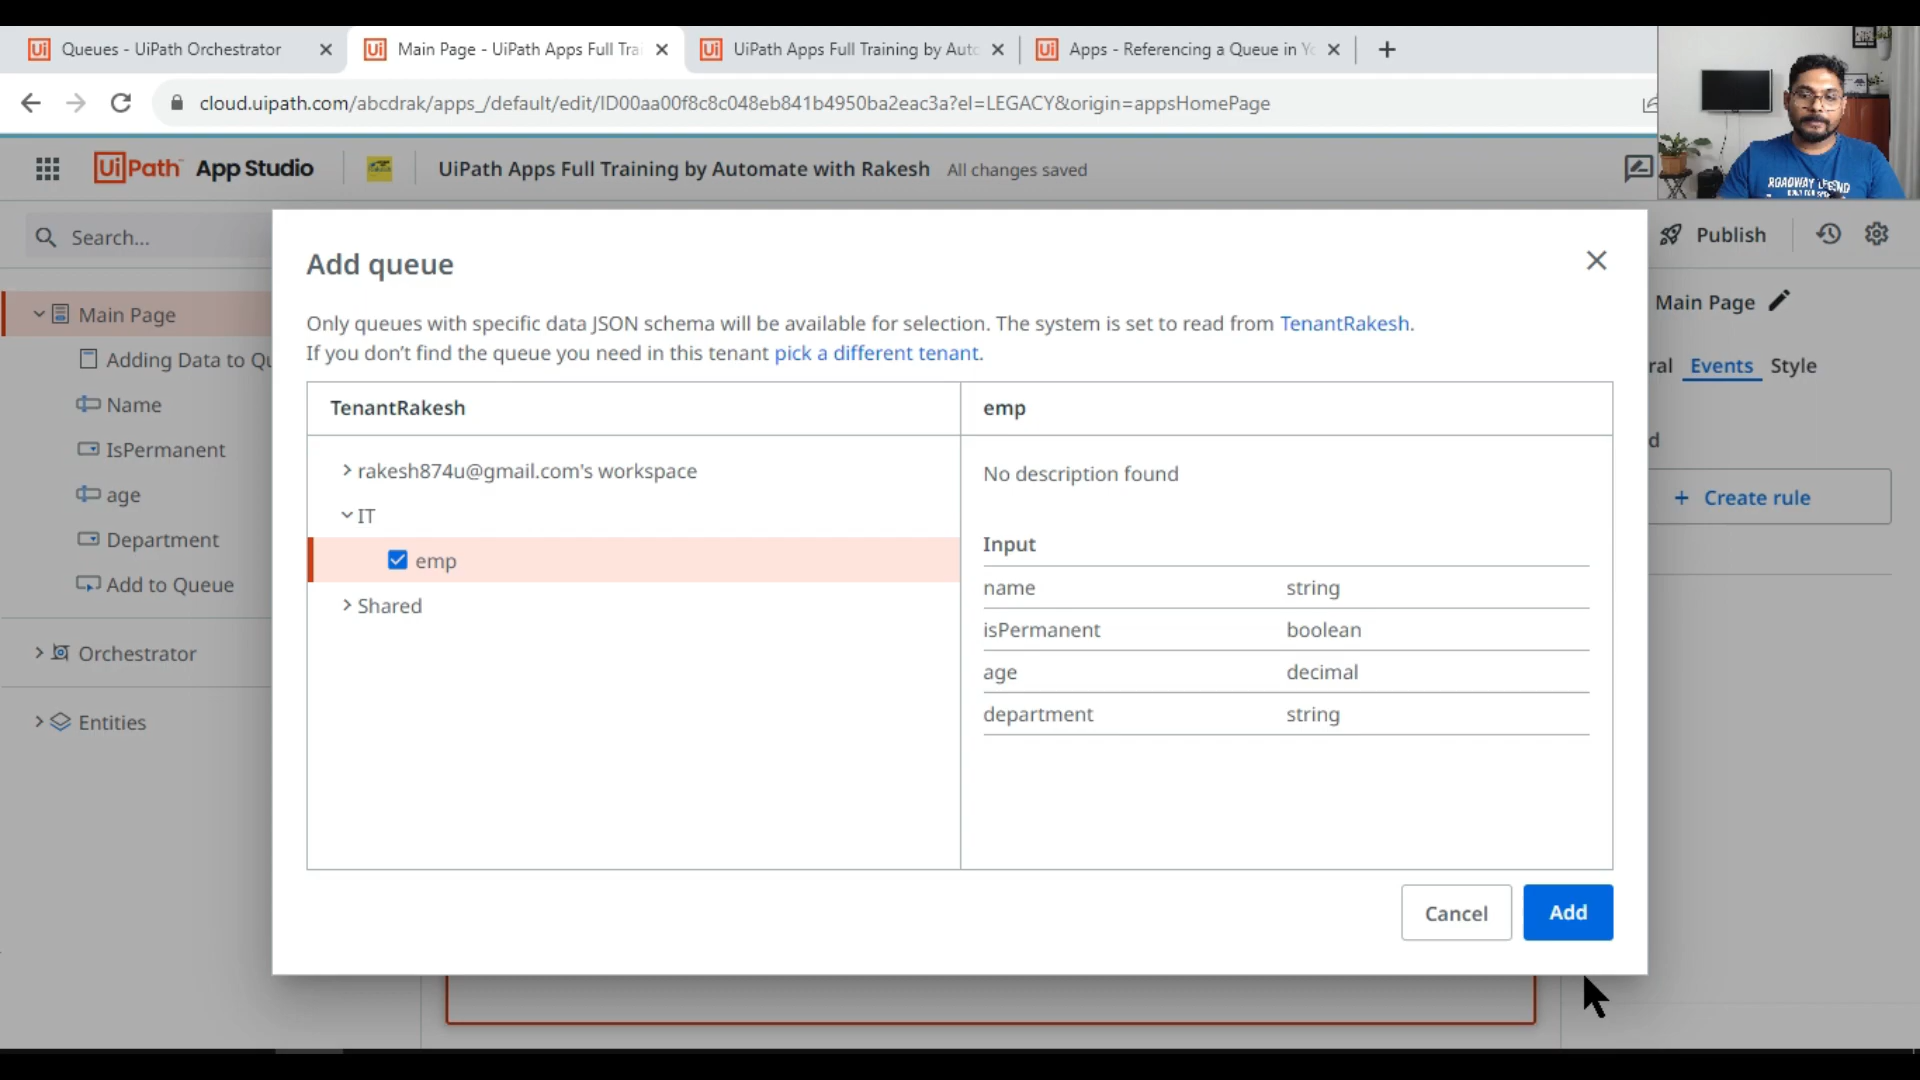 Queues - UiPath Orchestrator
Main Page - UiPath Apps Full Tra
UiPath Apps Full Training by Auto
Apps - Referencing a Queue in Yo
cloud.uipath.com/abcdrak/apps_/default/edit/ID00aa00f8c8c048eb841b4950ba2eac3a?el=LEGACY&origin=appsHomePage
UiPath App Studio
UiPath Apps Full Training by Automate with Rakesh All changes saved
Search...
Publish
Main Page
Adding Data to Qu
Name
IsPermanent
age
Department
Add to Queue
Orchestrator
Entities
Add queue
Only queues with specific data JSON schema will be available for selection. The system is set to read from TenantRakesh.
If you don't find the queue you need in this tenant pick a different tenant.
TenantRakesh
rakesh874u@gmail.com's workspace
IT
emp
Shared
emp
No description found
Input
name string
isPermanent boolean
age decimal
department string
Cancel Add
Main Page
ral Events Style
d
+ Create rule